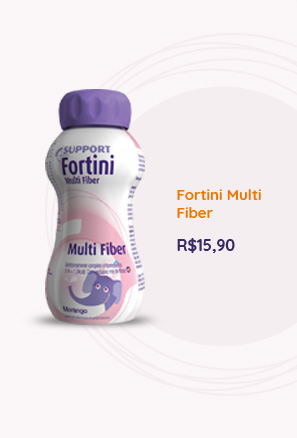 SUPPORT
Fortini
Multi Fiber
Multi Fiber
Morango
Fortini Multi
Fiber
R$15,90